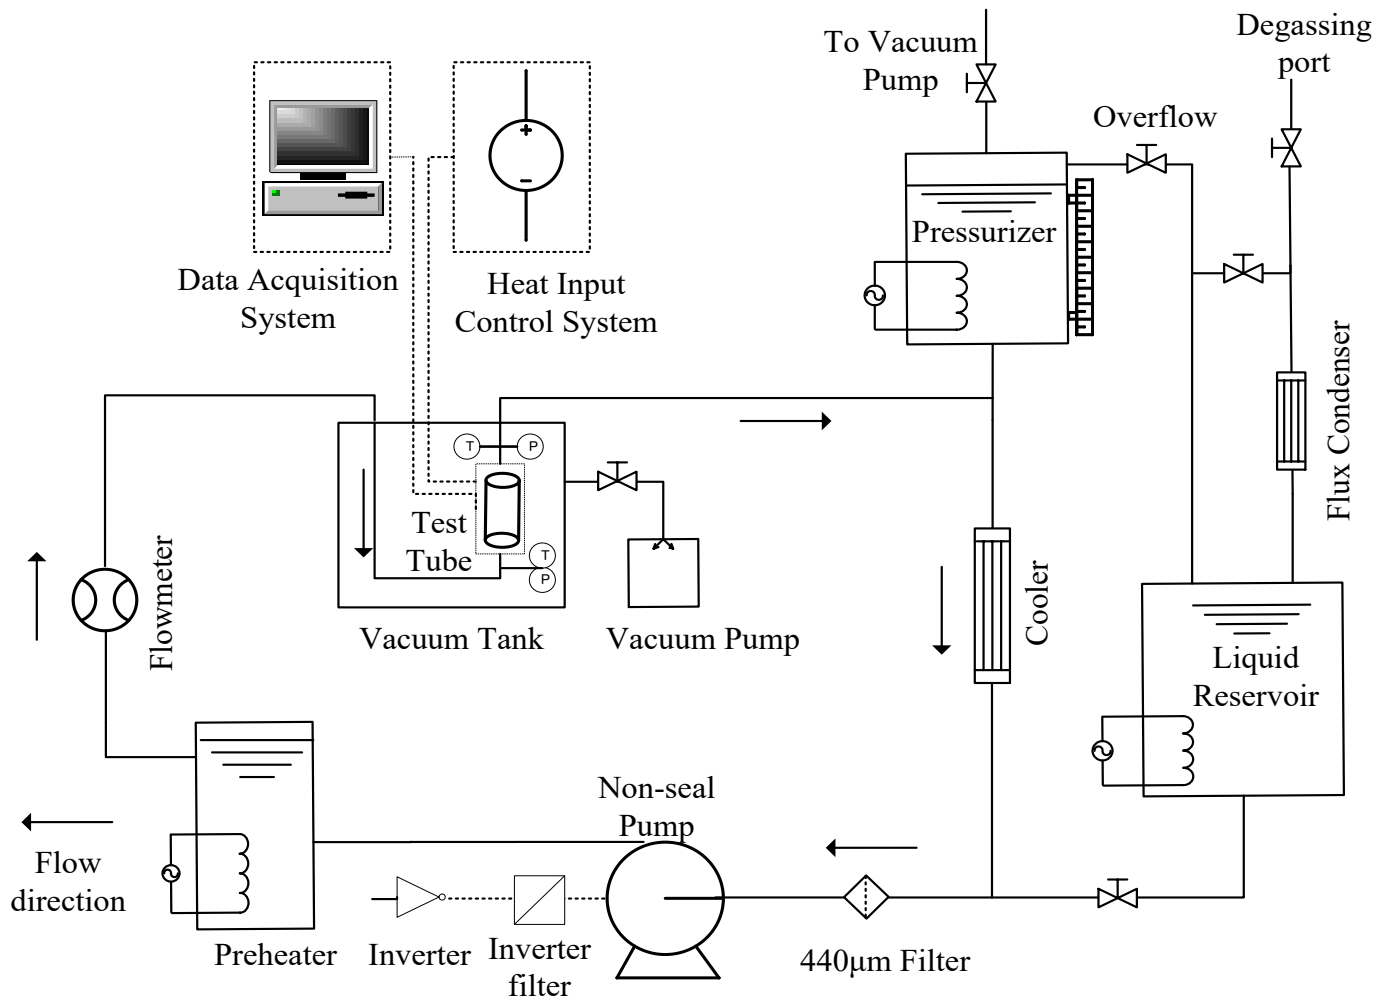 To Vacuum
Pump
Degassing
port
Overflow
+
−
Pressurizer
Data Acquisition
System
Heat Input
Control System
Flux Condenser
T
P
Test
Tube
T
P
Flowmeter
Vacuum Tank
Vacuum Pump
Cooler
Liquid
Reservoir
Non-seal
Pump
Flow
direction
Preheater
Inverter
Inverter
filter
440μm Filter